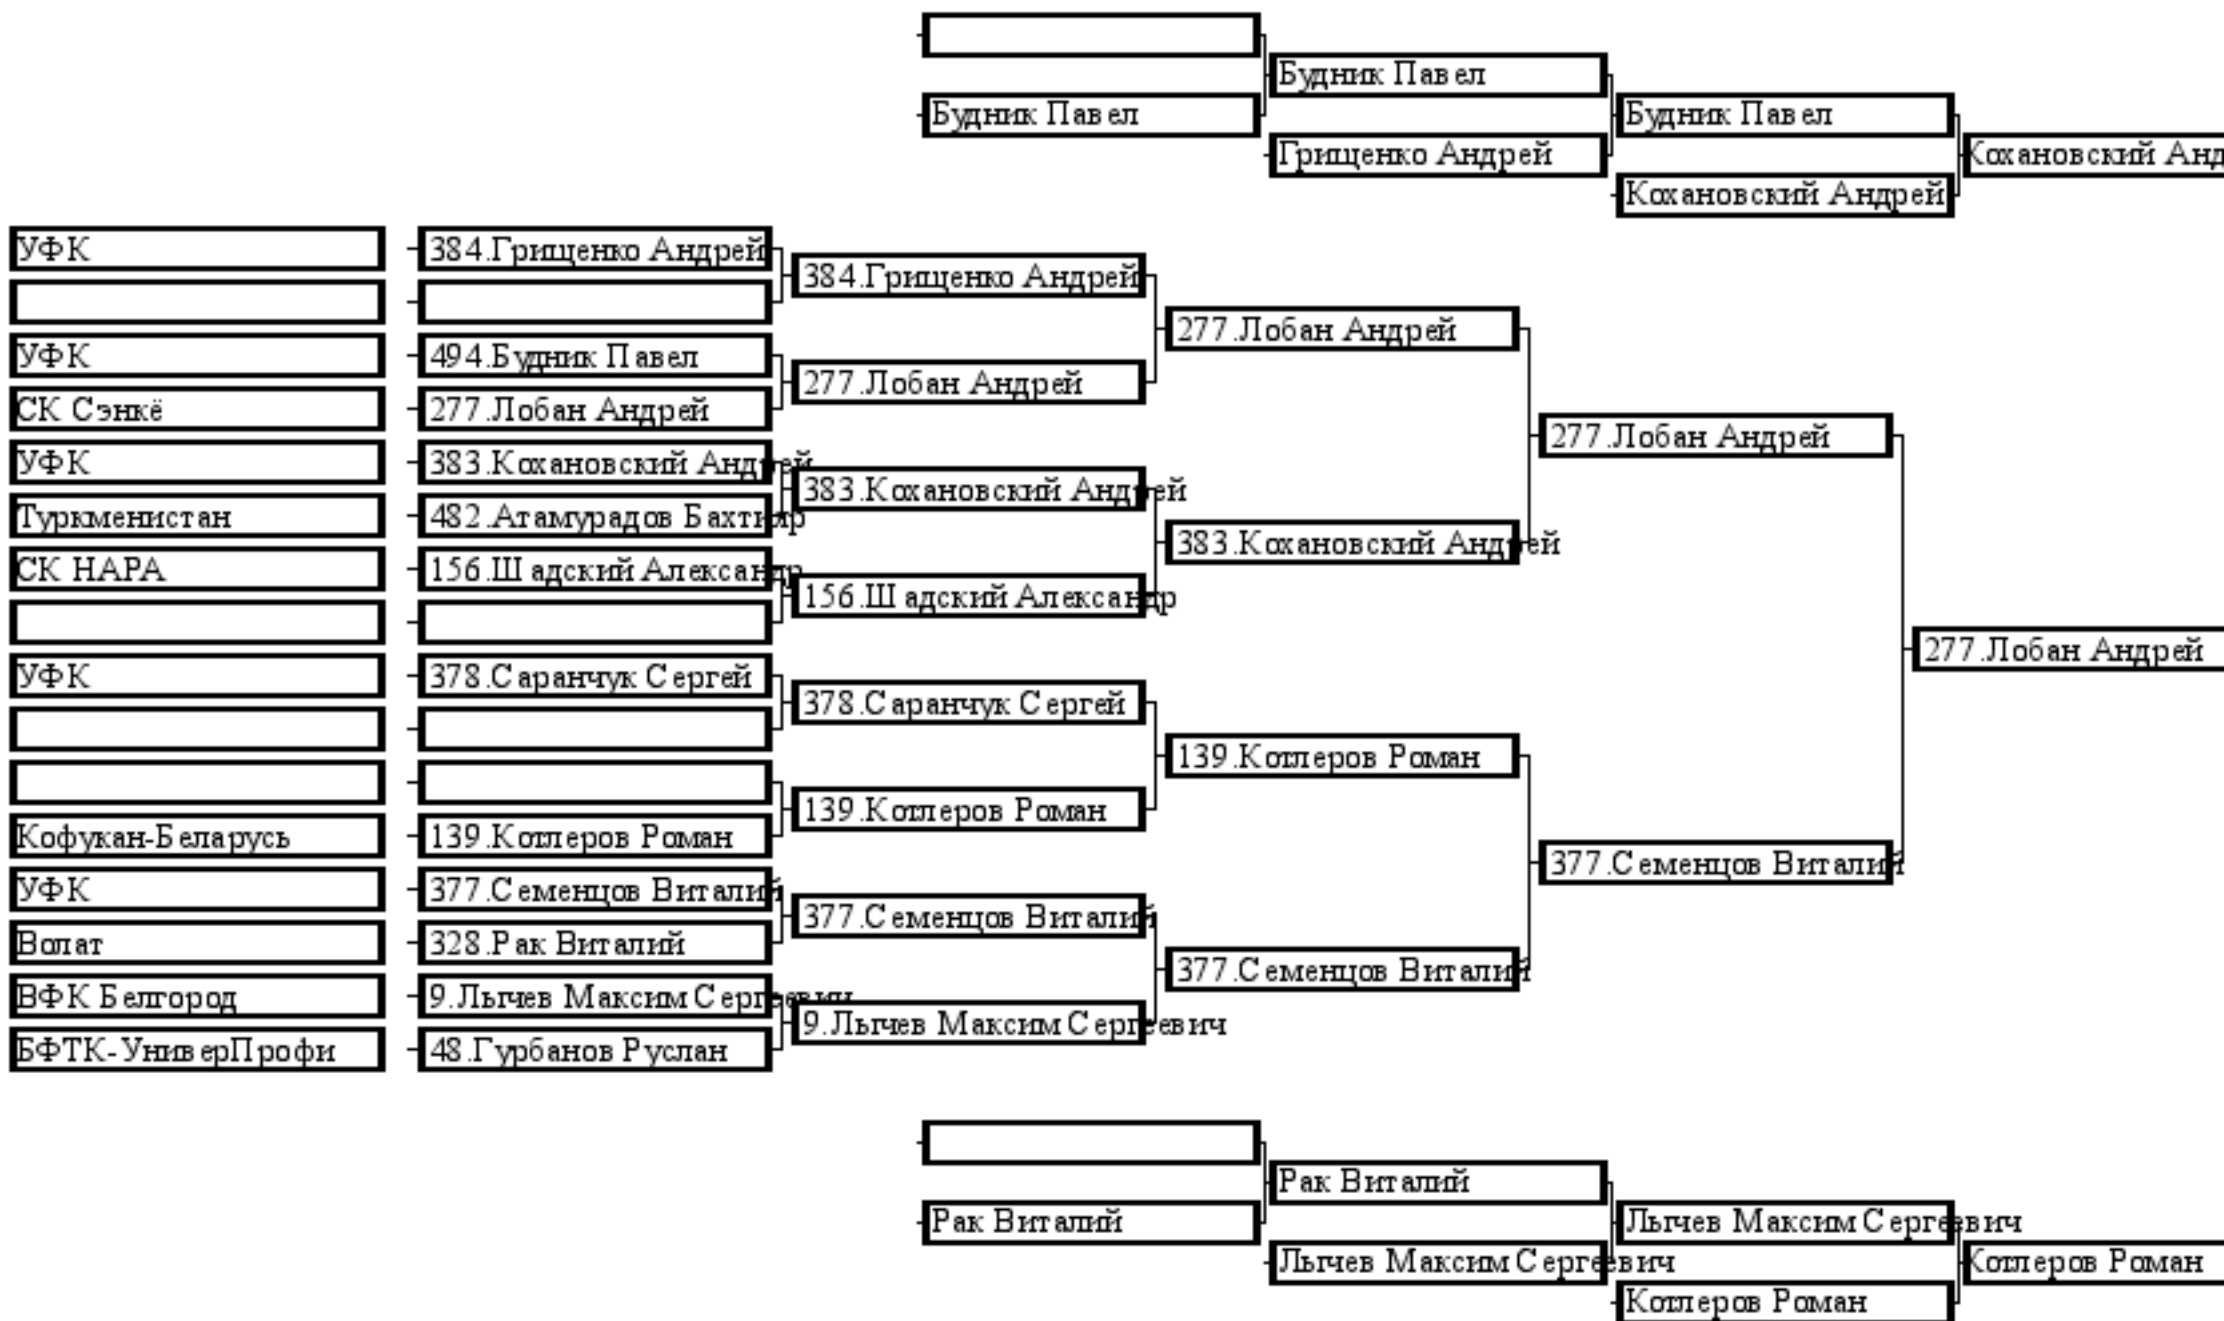 Будник Павел
Будник Павел
Будник Павел
Грищенко Андрей
Кохановский Анд
Кохановский Андрей
УФК 384.Грищенко Андрей
384.Грищенко Андрей
277.Лобан Андрей
УФК 494.Будник Павел
277.Лобан Андрей
СК Сэнкё 277.Лобан Андрей
277.Лобан Андрей
УФК 383.Кохановский Андрей
383.Кохановский Андрей
Туркменистан 482.Атамурадов Бахтияр
383.Кохановский Андрей
СК НАРА 156.Шадский Александр
156.Шадский Александр
277.Лобан Андрей
УФК 378.Саранчук Сергей
378.Саранчук Сергей
139.Котлеров Роман
139.Котлеров Роман
Кофукан-Беларусь 139.Котлеров Роман
377.Семенцов Виталий
УФК 377.Семенцов Виталий
377.Семенцов Виталий
Волат 328.Рак Виталий
377.Семенцов Виталий
ВФК Белгород 9.Лычев Максим Сергеевич
9.Лычев Максим Сергеевич
БФТК-УниверПрофи 48.Гурбанов Руслан
Рак Виталий
Рак Виталий
Лычев Максим Сергеевич
Лычев Максим Сергеевич
Котлеров Роман
Котлеров Роман